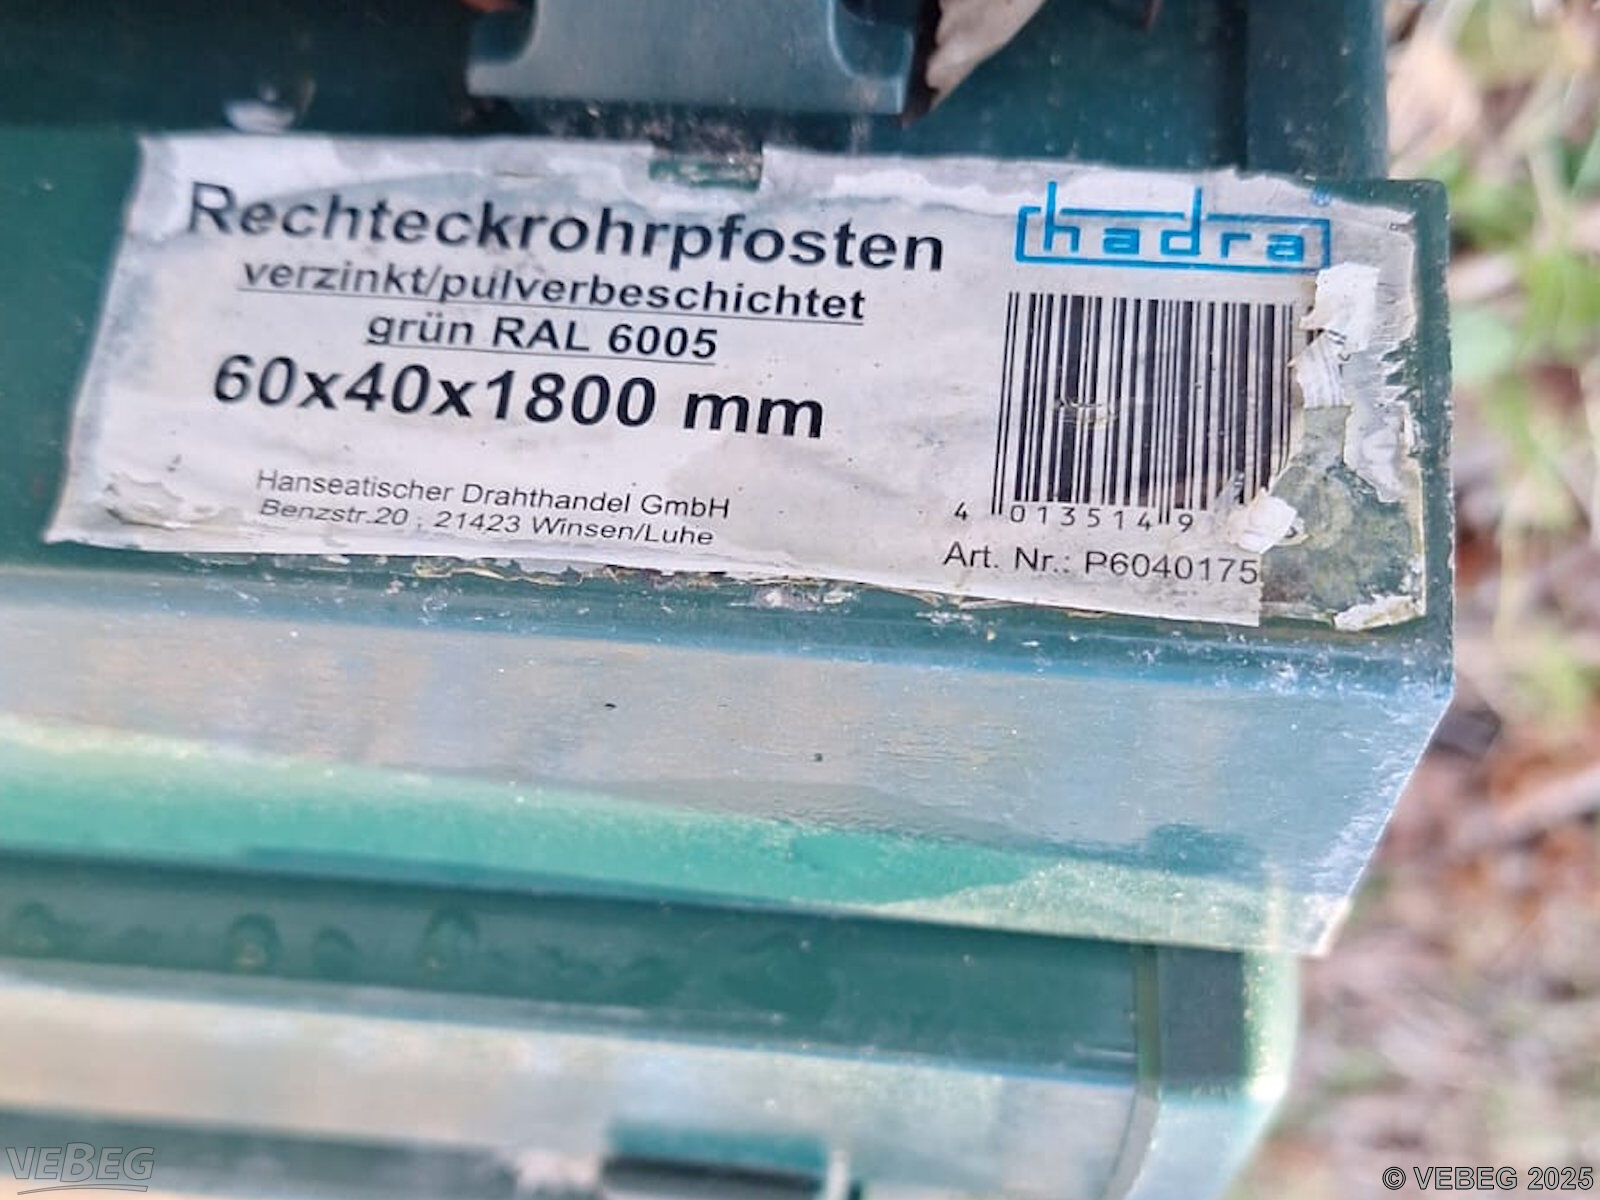 Rechteckrohrpfosten
verzinkt/pulverbeschichtet
grün RAL 6005
60x40x1800 mm
Hanseatischer Drahthandel GmbH
Benzstr.20 , 21423 Winsen/Luhe
hadra®
4 013514 9
Art. Nr.: P6040175
VEBEG
© VEBEG 2025